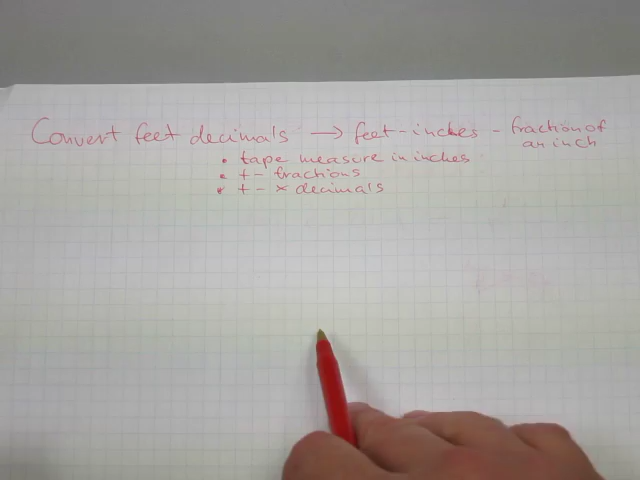 Convert feet decimals → feet-inches - fraction of an inch
• tape measure in inches
• + - fractions
• + - × decimals